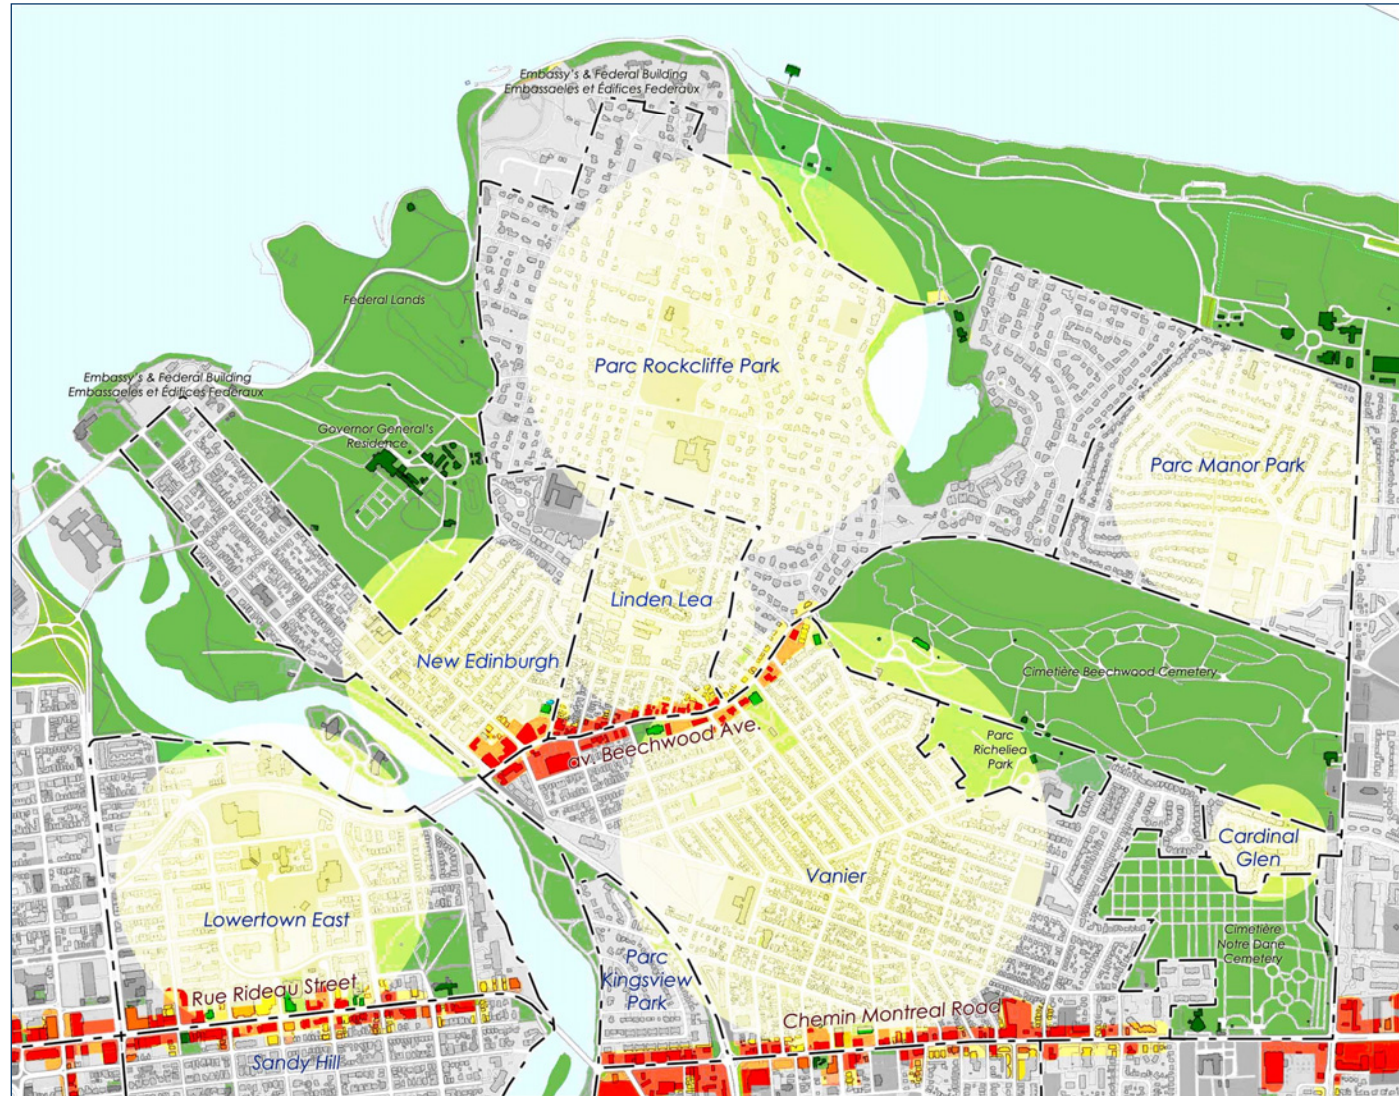 Embassy's & Federal Building
Embassaeles et Édifices Federaux
Federal Lands
Parc Rockcliffe Park
Embassy's & Federal Building
Embassaeles et Édifices Federaux
Governor General's
Residence
Parc Manor Park
Linden Lea
New Edinburgh
Cimetière Beechwood Cemetery
av. Beechwood Ave.
Parc
Richeliea
Park
Cardinal
Glen
Vanier
Lowertown East
Cimetière
Notre Dane
Cemetery
Parc
Kingsview
Park
Rue Rideau Street
Chemin Montreal Road
Sandy Hill